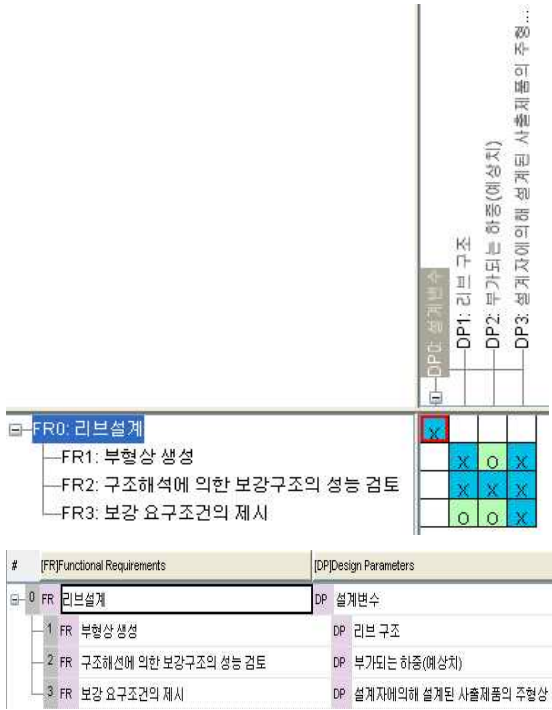 DP0: 설계변수
DP1: 리브 구조
DP2: 부가되는 하중(예상치)
DP3: 설계자에의해 설계된 사출제품의 주형...
FR0: 리브설계
X
FR1: 부형상 생성
X O X
FR2: 구조해석에 의한 보강구조의 성능 검토
X X X
FR3: 보강 요구조건의 제시
O O X
# [FR]Functional Requirements [DP]Design Parameters
0 FR 리브설계 DP 설계변수
1 FR 부형상 생성 DP 리브 구조
2 FR 구조해선에 의한 보강구조의 성능 검토 DP 부가되는 하중(예상치)
3 FR 보강 요구조건의 제시 DP 설계자에의해 설계된 사출제품의 주형상